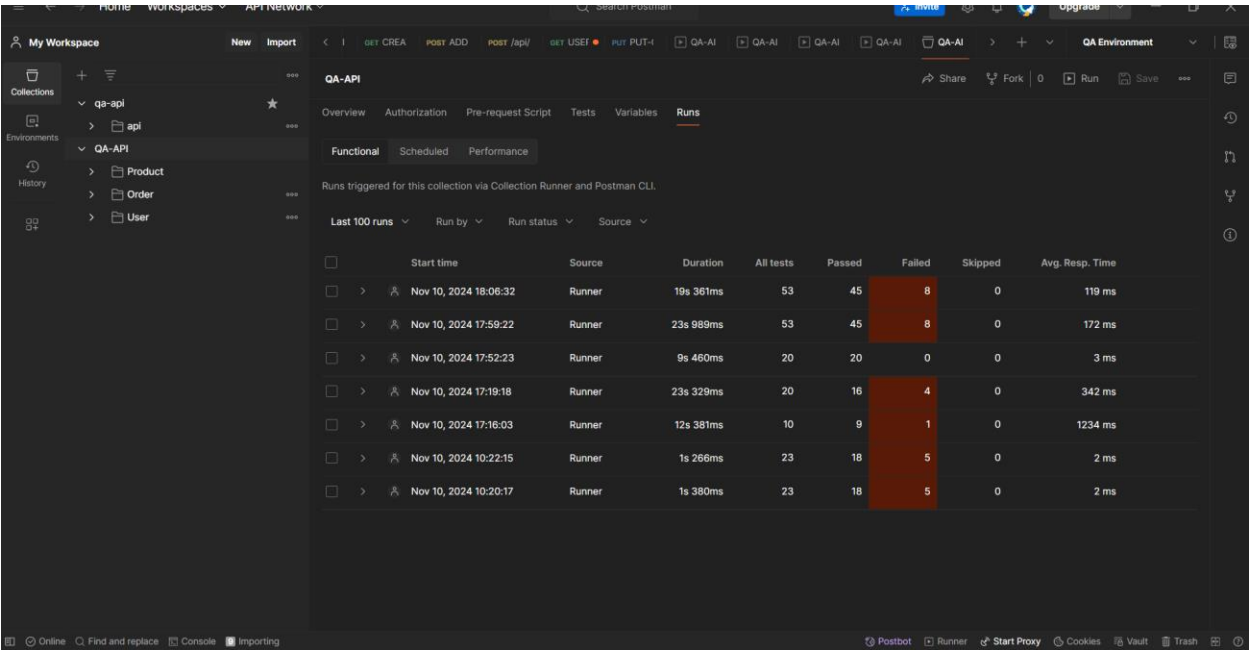 Home Workspaces API Network Search Postman Invite Upgrade
My Workspace New Import GET CREA POST ADD POST /api/ GET USEF PUT PUT-( QA-AI QA-AI QA-AI QA-AI QA-AI QA Environment
Collections
Environments
History
qa-api
api
QA-API
Product
Order
User
QA-API Share Fork 0 Run Save
Overview Authorization Pre-request Script Tests Variables Runs
Functional Scheduled Performance
Runs triggered for this collection via Collection Runner and Postman CLI.
Last 100 runs Run by Run status Source
Start time Source Duration All tests Passed Failed Skipped Avg. Resp. Time
Nov 10, 2024 18:06:32 Runner 19s 361ms 53 45 8 0 119 ms
Nov 10, 2024 17:59:22 Runner 23s 989ms 53 45 8 0 172 ms
Nov 10, 2024 17:52:23 Runner 9s 460ms 20 20 0 0 3 ms
Nov 10, 2024 17:19:18 Runner 23s 329ms 20 16 4 0 342 ms
Nov 10, 2024 17:16:03 Runner 12s 381ms 10 9 1 0 1234 ms
Nov 10, 2024 10:22:15 Runner 1s 266ms 23 18 5 0 2 ms
Nov 10, 2024 10:20:17 Runner 1s 380ms 23 18 5 0 2 ms
Online Find and replace Console Importing Postbot Runner Start Proxy Cookies Vault Trash